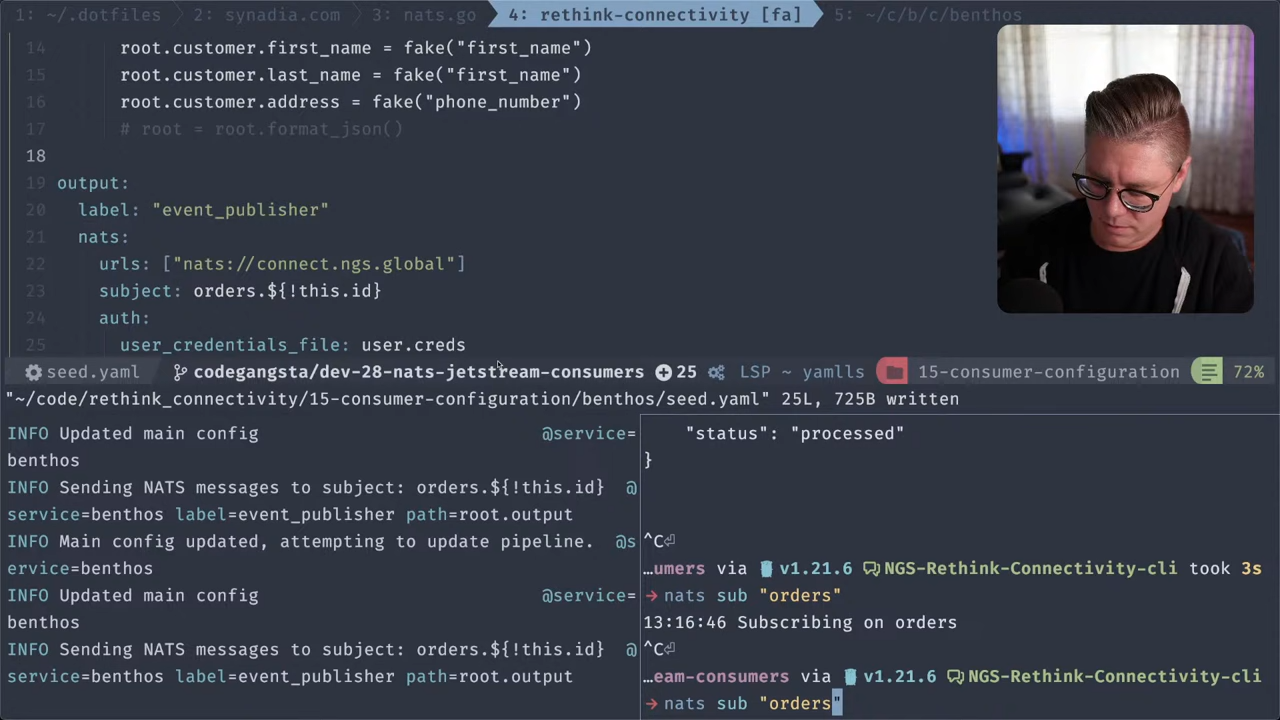 1: ~/.dotfiles 2: synadia.com 3: nats.go 4: rethink-connectivity [fa] 5: ~/c/b/c/benthos
14 root.customer.first_name = fake("first_name")
15 root.customer.last_name = fake("first_name")
16 root.customer.address = fake("phone_number")
17 # root = root.format_json()
18
19 output:
20 label: "event_publisher"
21 nats:
22 urls: ["nats://connect.ngs.global"]
23 subject: orders.${!this.id}
24 auth:
25 user_credentials_file: user.creds
seed.yaml codegangsta/dev-28-nats-jetstream-consumers 25 LSP ~ yamlls 15-consumer-configuration 72%
"~/code/rethink_connectivity/15-consumer-configuration/benthos/seed.yaml" 25L, 725B written
INFO Updated main config @service=
benthos
INFO Sending NATS messages to subject: orders.${!this.id} @
service=benthos label=event_publisher path=root.output
INFO Main config updated, attempting to update pipeline. @s
ervice=benthos
INFO Updated main config @service=
benthos
INFO Sending NATS messages to subject: orders.${!this.id} @
service=benthos label=event_publisher path=root.output
"status": "processed"
}
^C⏎
…umers via v1.21.6 NGS-Rethink-Connectivity-cli took 3s
→ nats sub "orders"
13:16:46 Subscribing on orders
^C⏎
…eam-consumers via v1.21.6 NGS-Rethink-Connectivity-cli
→ nats sub "orders"